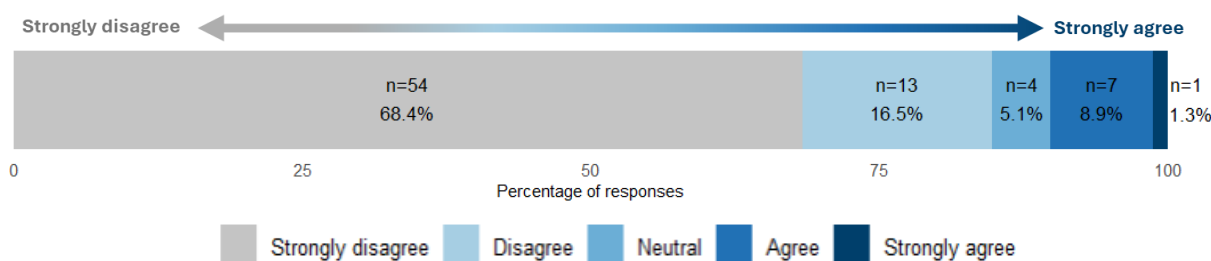 Strongly disagree Strongly agree
n=54 n=13 n=4 n=7 n=1
68.4% 16.5% 5.1% 8.9% 1.3%
0 25 50 75 100
Percentage of responses
Strongly disagree Disagree Neutral Agree Strongly agree